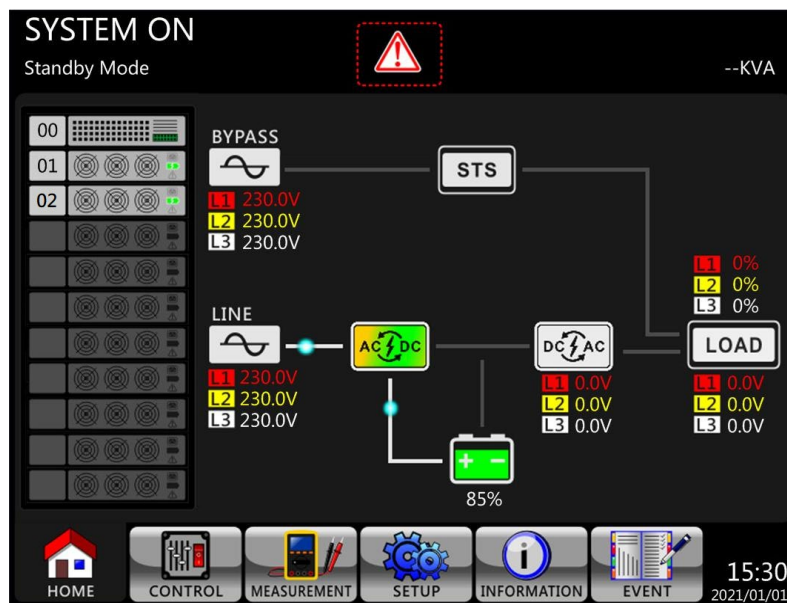 SYSTEM ON
Standby Mode
--KVA
00
01
02
BYPASS
L1 230.0V
L2 230.0V
L3 230.0V
STS
L1 0%
L2 0%
L3 0%
LINE
L1 230.0V
L2 230.0V
L3 230.0V
AC DC
DC AC
L1 0.0V
L2 0.0V
L3 0.0V
LOAD
L1 0.0V
L2 0.0V
L3 0.0V
+ -
85%
HOME
CONTROL
MEASUREMENT
SETUP
INFORMATION
EVENT
15:30
2021/01/01